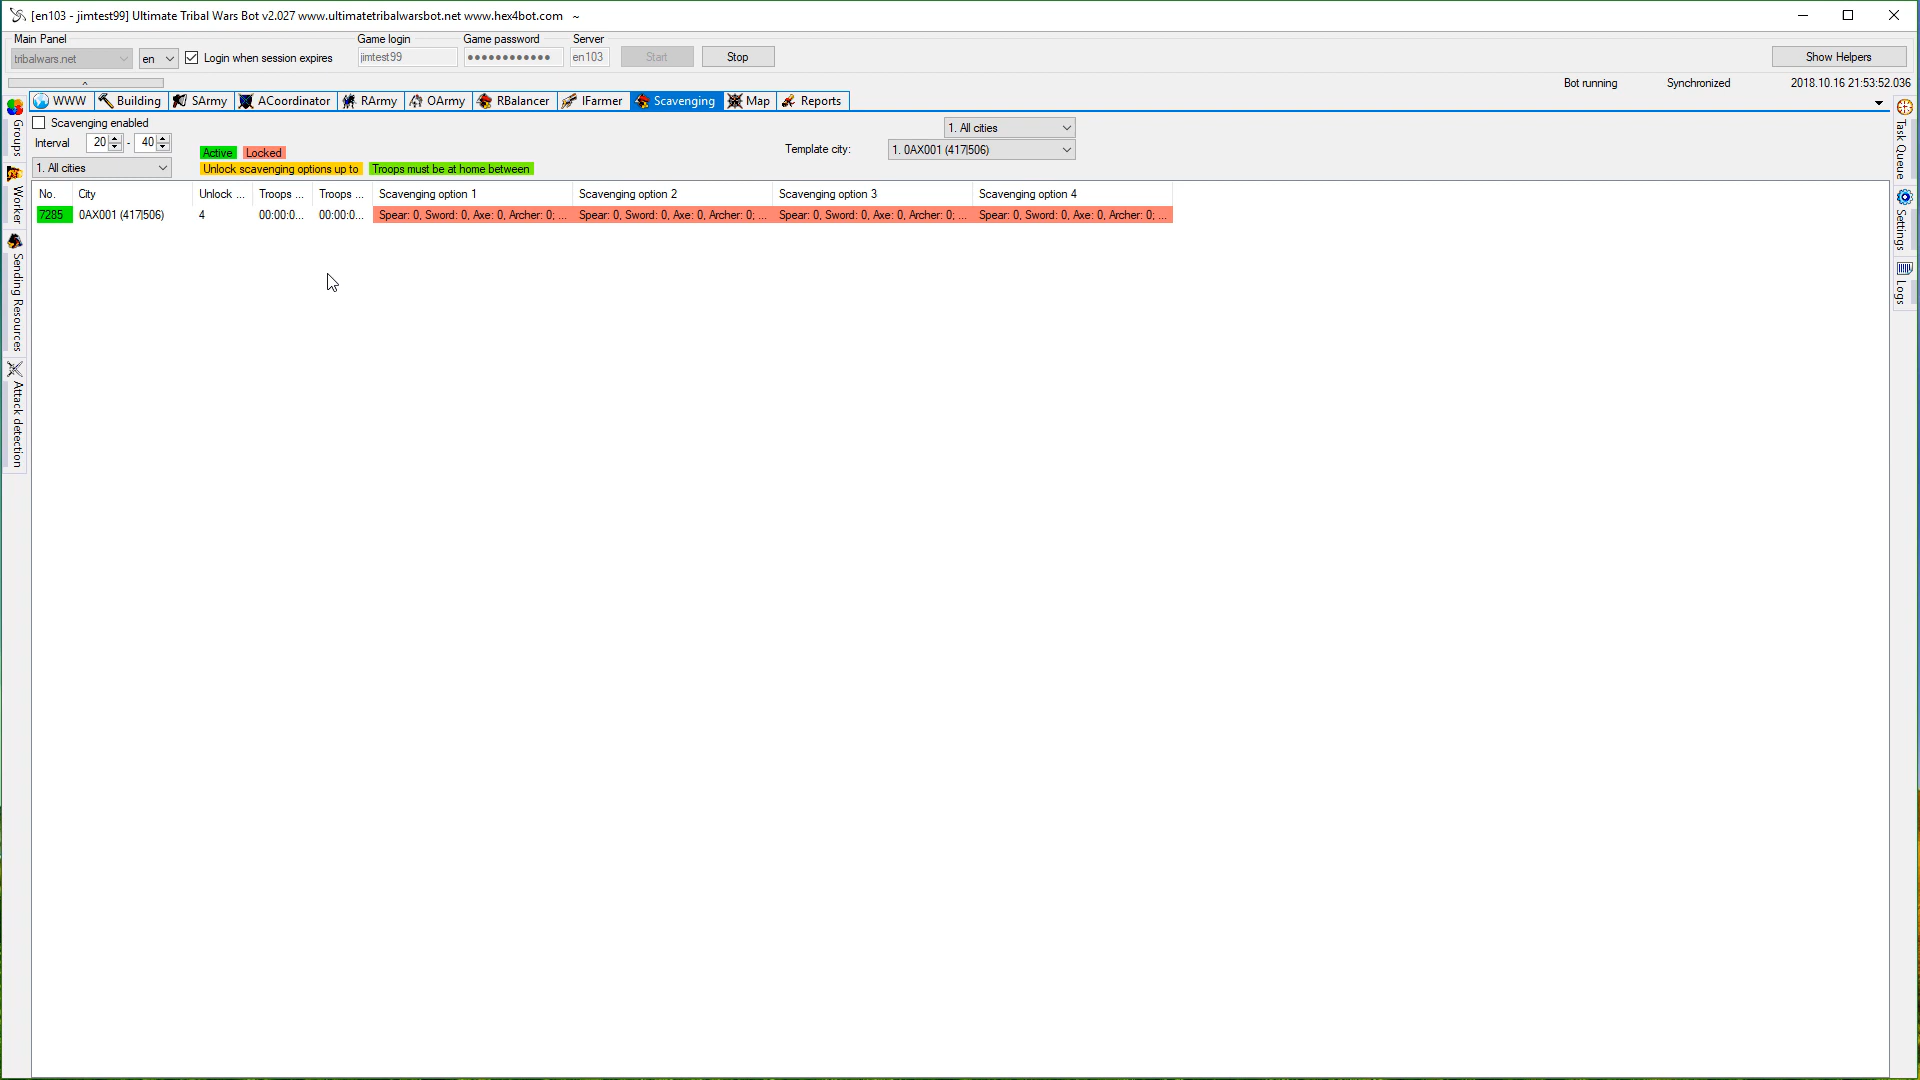 [en103 - jimtest99] Ultimate Tribal Wars Bot v2.027 www.ultimatetribalwarsbot.net www.hex4bot.com ~
Main Panel
Game login
Game password
Server
tribalwars.net
en
Login when session expires
jimtest99
●●●●●●●●●●●●
en103
Start
Stop
Show Helpers
^
Bot running
Synchronized
2018.10.16 21:53:52.036
WWW
Building
SArmy
ACoordinator
RArmy
OArmy
RBalancer
IFarmer
Scavenging
Map
Reports
Scavenging enabled
Interval
20
-
40
1. All cities
Active
Locked
Unlock scavenging options up to
Troops must be at home between
1. All cities
Template city:
1. 0AX001 (417|506)
No.
City
Unlock ...
Troops ...
Troops ...
Scavenging option 1
Scavenging option 2
Scavenging option 3
Scavenging option 4
7285
0AX001 (417|506)
4
00:00:0...
00:00:0...
Spear: 0, Sword: 0, Axe: 0, Archer: 0; ...
Spear: 0, Sword: 0, Axe: 0, Archer: 0; ...
Spear: 0, Sword: 0, Axe: 0, Archer: 0; ...
Spear: 0, Sword: 0, Axe: 0, Archer: 0; ...
Groups
Worker
Sending Resources
Attack detection
Task Queue
Settings
Logs